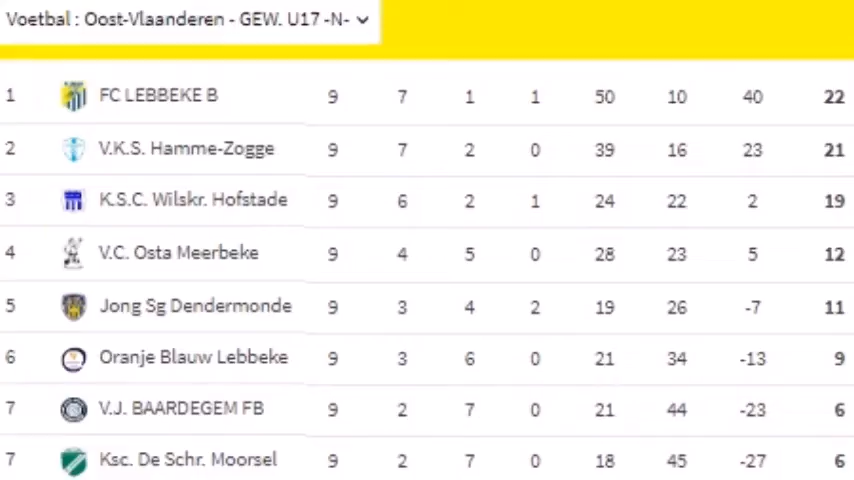 Voetbal : Oost-Vlaanderen - GEW. U17 -N-
1 FC LEBBEKE B 9 7 1 1 50 10 40 22
2 V.K.S. Hamme-Zogge 9 7 2 0 39 16 23 21
3 K.S.C. Wilskr. Hofstade 9 6 2 1 24 22 2 19
4 V.C. Osta Meerbeke 9 4 5 0 28 23 5 12
5 Jong Sg Dendermonde 9 3 4 2 19 26 -7 11
6 Oranje Blauw Lebbeke 9 3 6 0 21 34 -13 9
7 V.J. BAARDEGEM FB 9 2 7 0 21 44 -23 6
7 Ksc. De Schr. Moorsel 9 2 7 0 18 45 -27 6